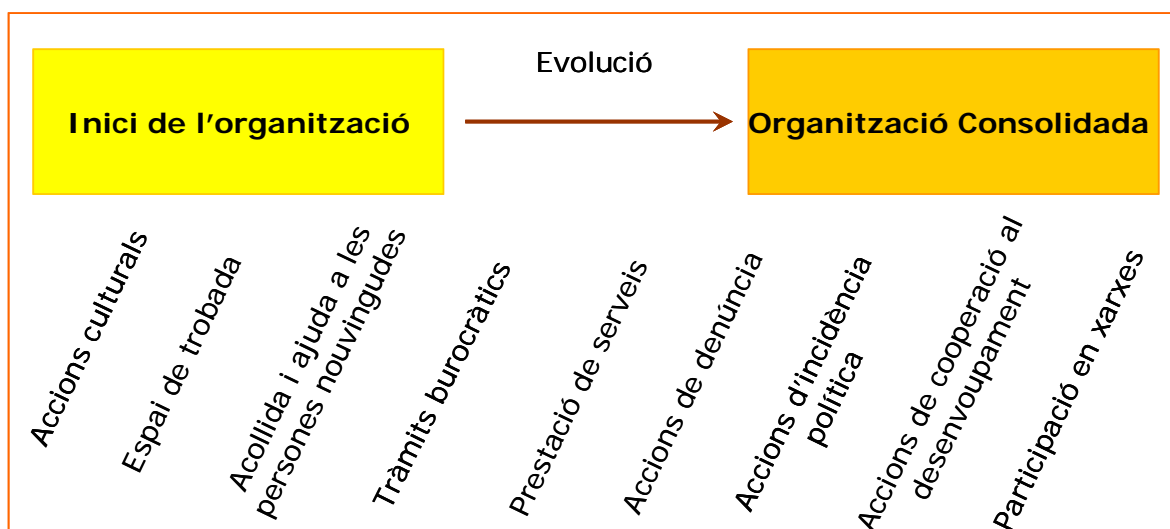 Evolució
Inici de l'organització
Organització Consolidada
Accions culturals
Espai de trobada
Acollida i ajuda a les
persones nouvingudes
Tràmits burocràtics
Prestació de serveis
Accions de denúncia
Accions d'incidència
política
Accions de cooperació al
desenvoupament
Participació en xarxes